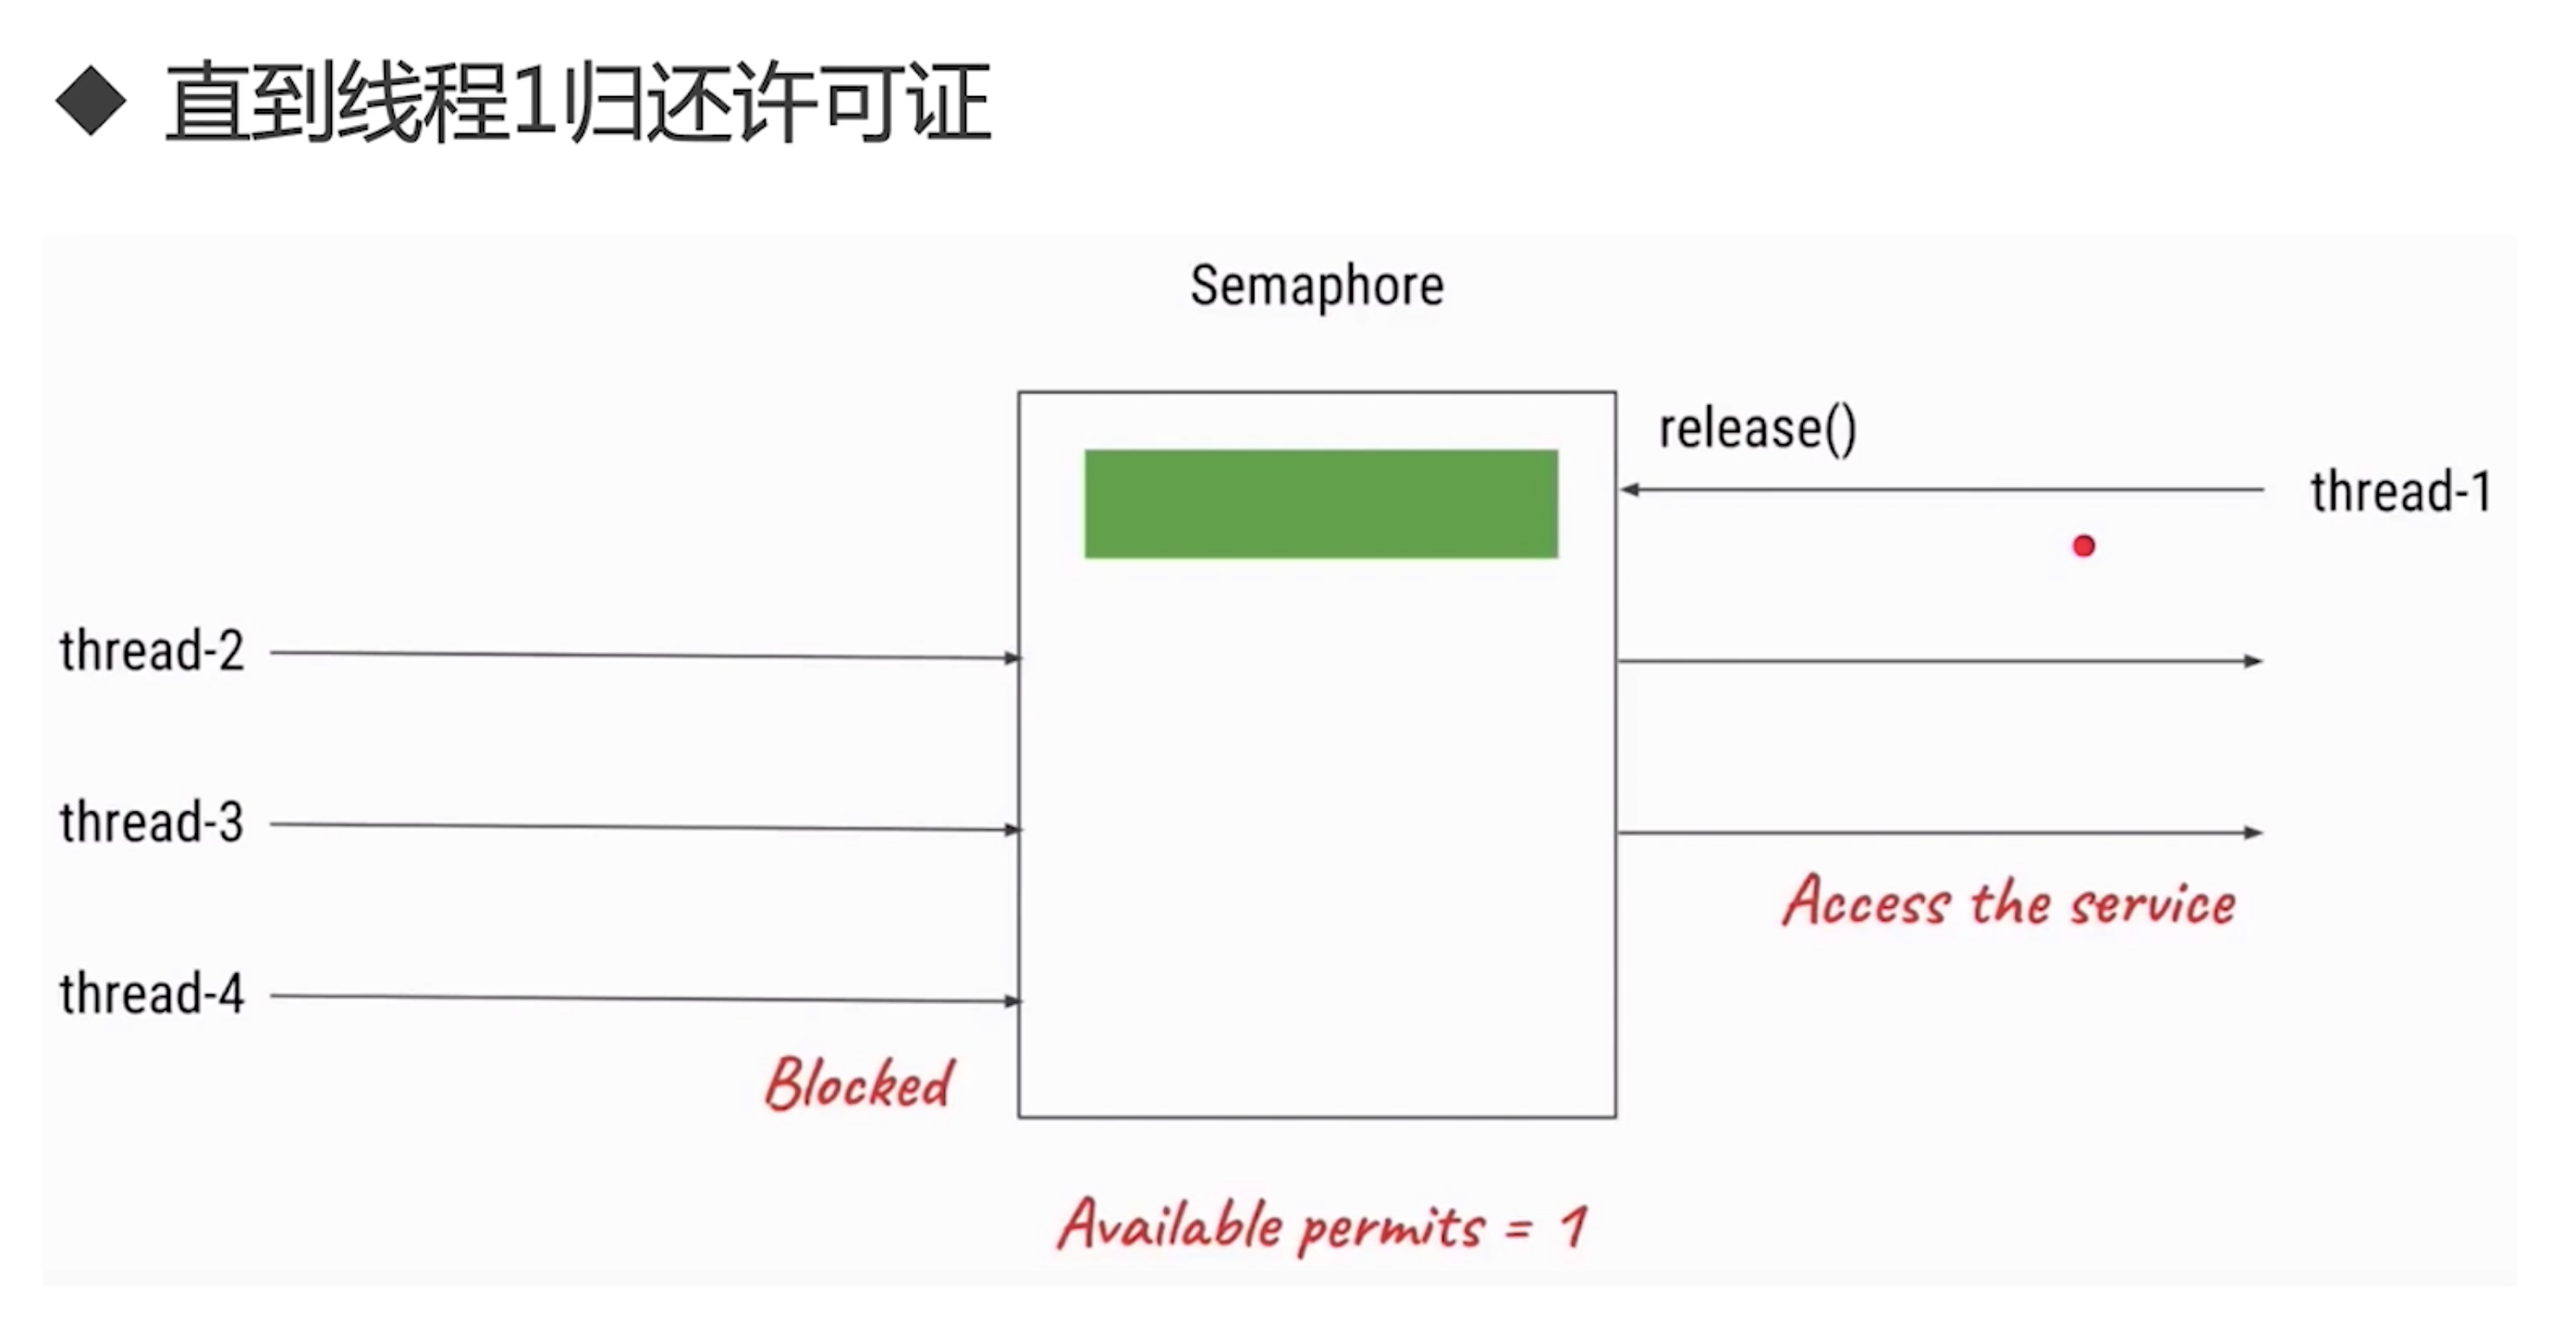 直到线程1归还许可证
Semaphore
release()
thread-1
thread-2
thread-3
Access the service
thread-4
Blocked
Available permits = 1